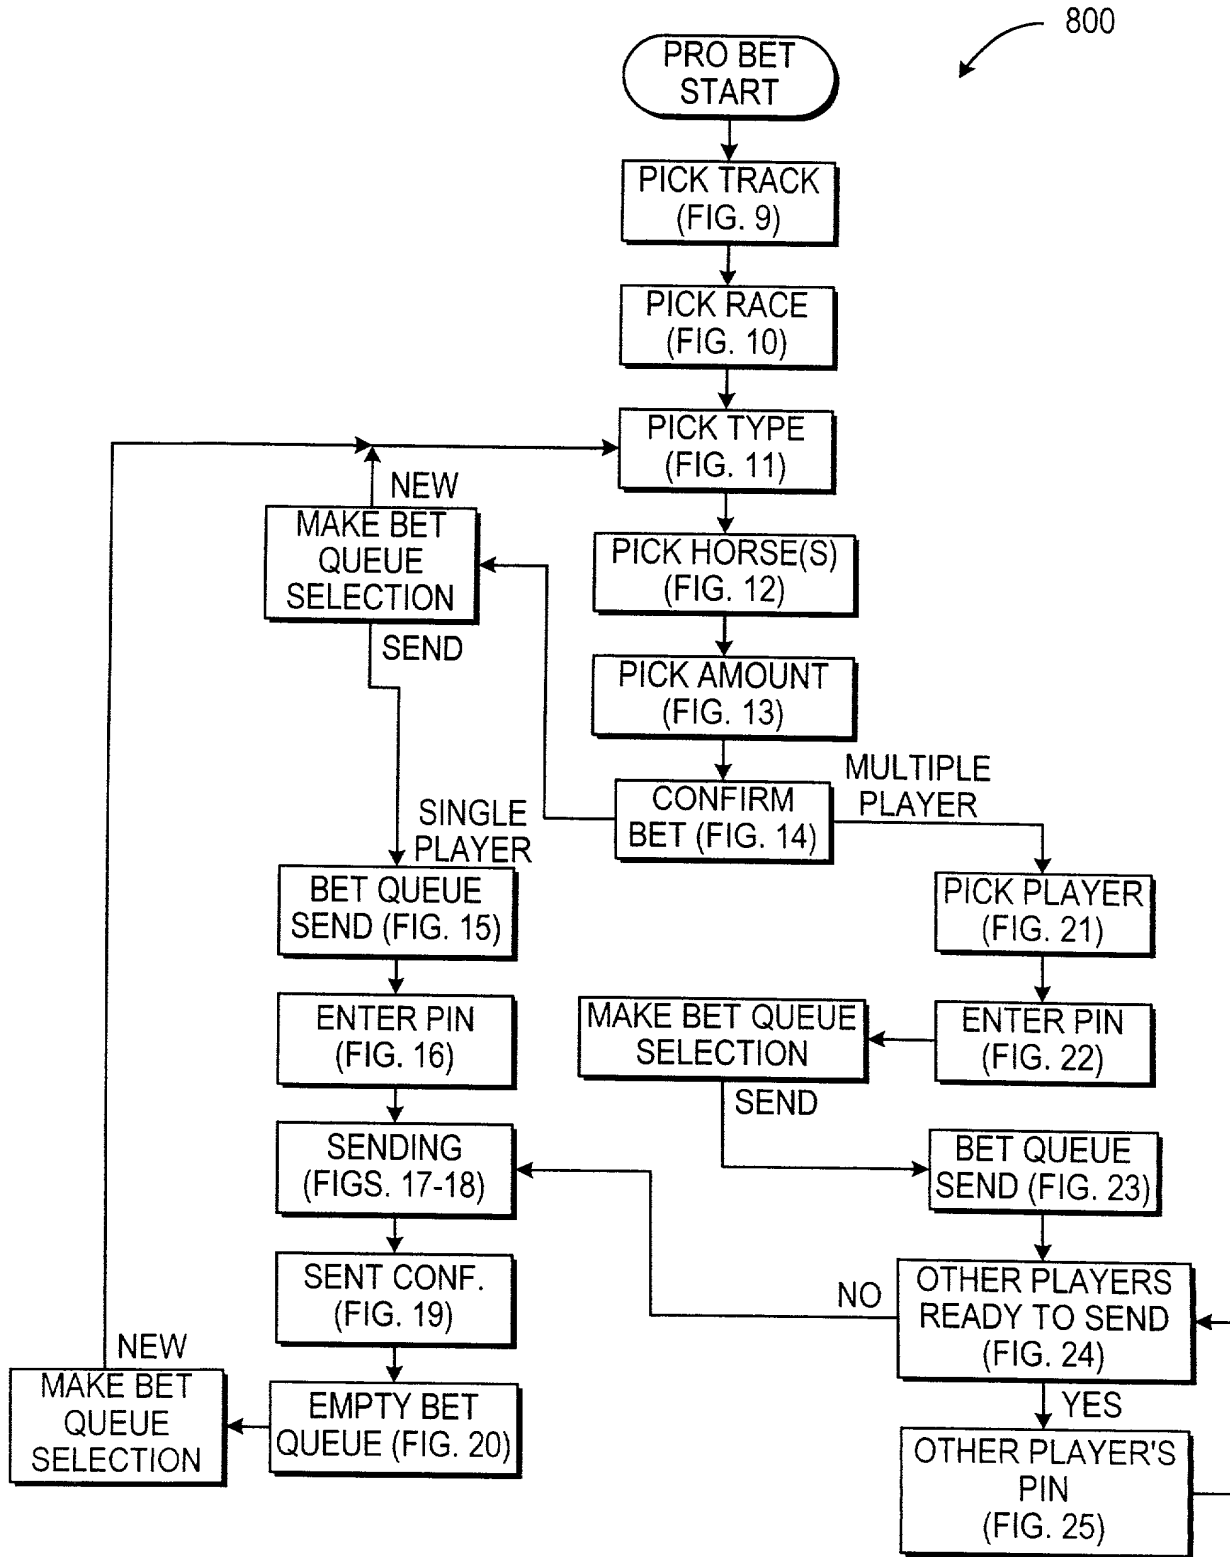 800
PRO BET
START
PICK TRACK
(FIG. 9)
PICK RACE
(FIG. 10)
PICK TYPE
(FIG. 11)
NEW
MAKE BET
QUEUE
SELECTION
SEND
PICK HORSE(S)
(FIG. 12)
PICK AMOUNT
(FIG. 13)
CONFIRM
BET (FIG. 14)
MULTIPLE
PLAYER
SINGLE
PLAYER
BET QUEUE
SEND (FIG. 15)
PICK PLAYER
(FIG. 21)
ENTER PIN
(FIG. 16)
MAKE BET QUEUE
SELECTION
ENTER PIN
(FIG. 22)
SEND
SENDING
(FIGS. 17-18)
BET QUEUE
SEND (FIG. 23)
SENT CONF.
(FIG. 19)
NO
OTHER PLAYERS
READY TO SEND
(FIG. 24)
NEW
MAKE BET
QUEUE
SELECTION
EMPTY BET
QUEUE (FIG. 20)
YES
OTHER PLAYER'S
PIN
(FIG. 25)